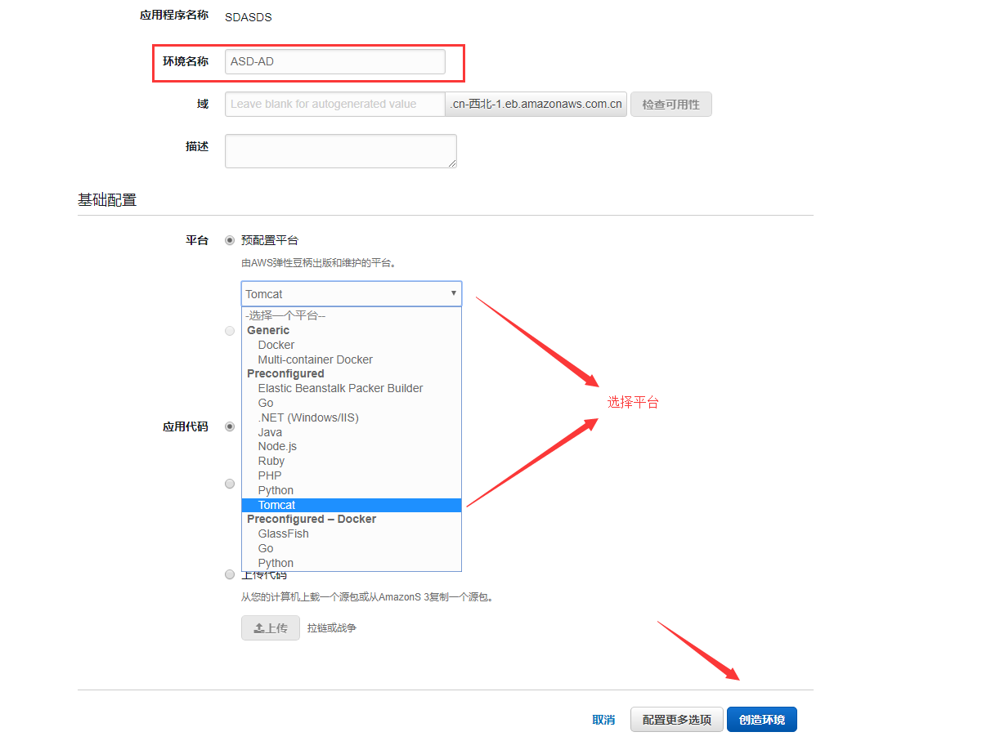 应用程序名称 SDASDS
环境名称 ASD-AD
域 Leave blank for autogenerated value .cn-西北-1.eb.amazonaws.com.cn 检查可用性
描述
基础配置
平台 预配置平台
由AWS弹性豆柄出版和维护的平台。
Tomcat
-选择一个平台--
Generic
Docker
Multi-container Docker
Preconfigured
Elastic Beanstalk Packer Builder
Go
选择平台
.NET (Windows/IIS)
应用代码
Java
Node.js
Ruby
PHP
Python
Tomcat
Preconfigured – Docker
GlassFish
Go
Python
上传代码
从您的计算机上载一个源包或从AmazonS 3复制一个源包。
上传 拉链或战争
取消 配置更多选项 创造环境